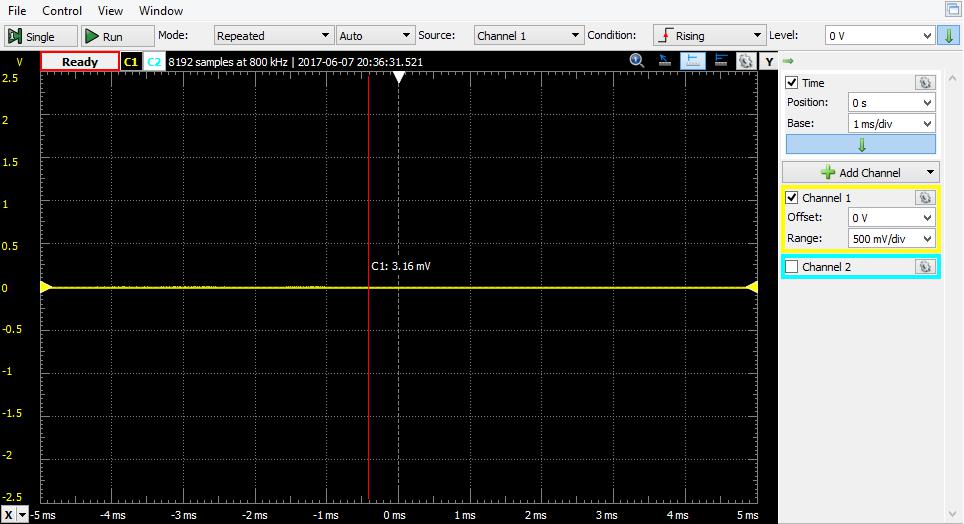 File Control View Window
Single Run Mode: Repeated Auto Source: Channel 1 Condition: Rising Level: 0 V
V Ready C1 C2 8192 samples at 800 kHz | 2017-06-07 20:36:31.521 Y
2.5
2
1.5
1
0.5
0
-0.5
-1
-1.5
-2
-2.5
C1: 3.16 mV
X -5 ms -4 ms -3 ms -2 ms -1 ms 0 ms 1 ms 2 ms 3 ms 4 ms 5 ms
Time
Position: 0 s
Base: 1 ms/div
Add Channel
Channel 1
Offset: 0 V
Range: 500 mV/div
Channel 2